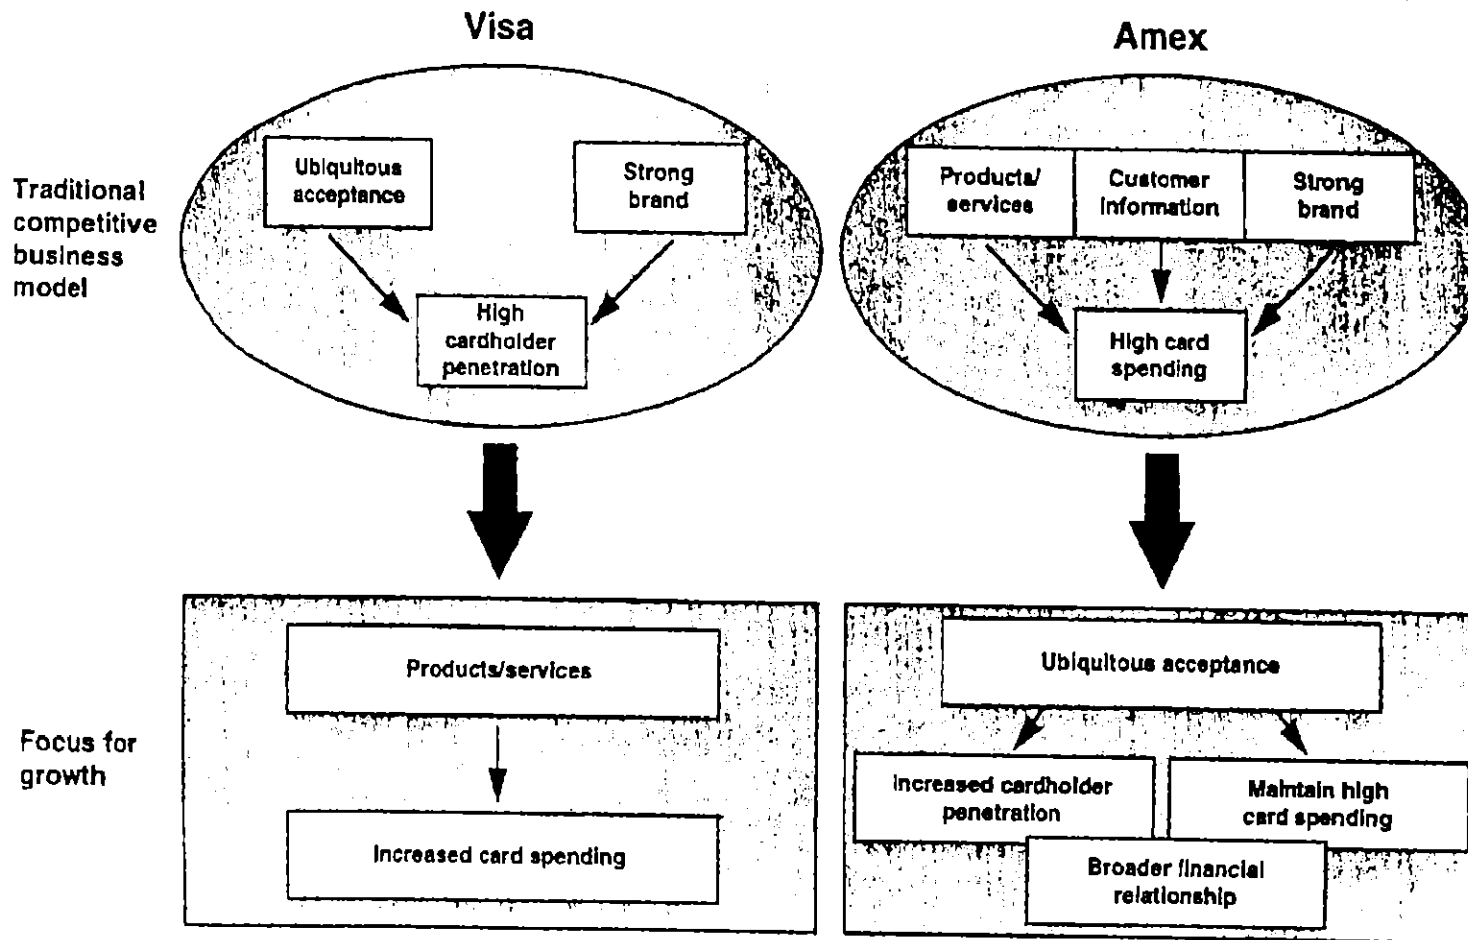 Visa
Amex
Traditional
competitive
business
model
Ubiquitous
acceptance
Strong
brand
High
cardholder
penetration
Products/
services
Customer
information
Strong
brand
High card
spending
Focus for
growth
Products/services
Increased card spending
Ubiquitous acceptance
Increased cardholder
penetration
Maintain high
card spending
Broader financial
relationship